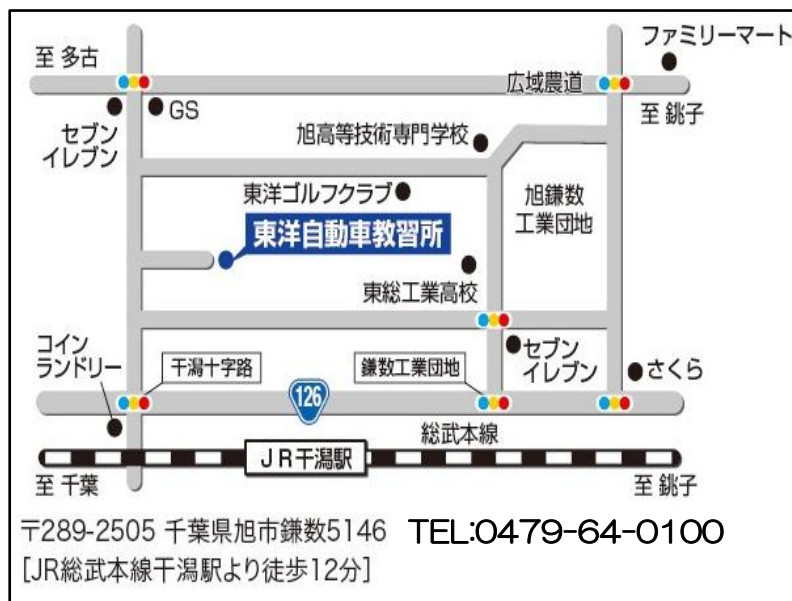 ファミリーマート
至 多古
広域農道
GS
至 銚子
セブン
イレブン
旭高等技術専門学校
東洋ゴルフクラブ
旭鎌数
工業団地
東洋自動車教習所
東総工業高校
コイン
ランドリー
干潟十字路
126
鎌数工業団地
セブン
イレブン
さくら
総武本線
JR干潟駅
至 千葉
至 銚子
〒289-2505 千葉県旭市鎌数5146 TEL:0479-64-0100
[JR総武本線干潟駅より徒歩12分]